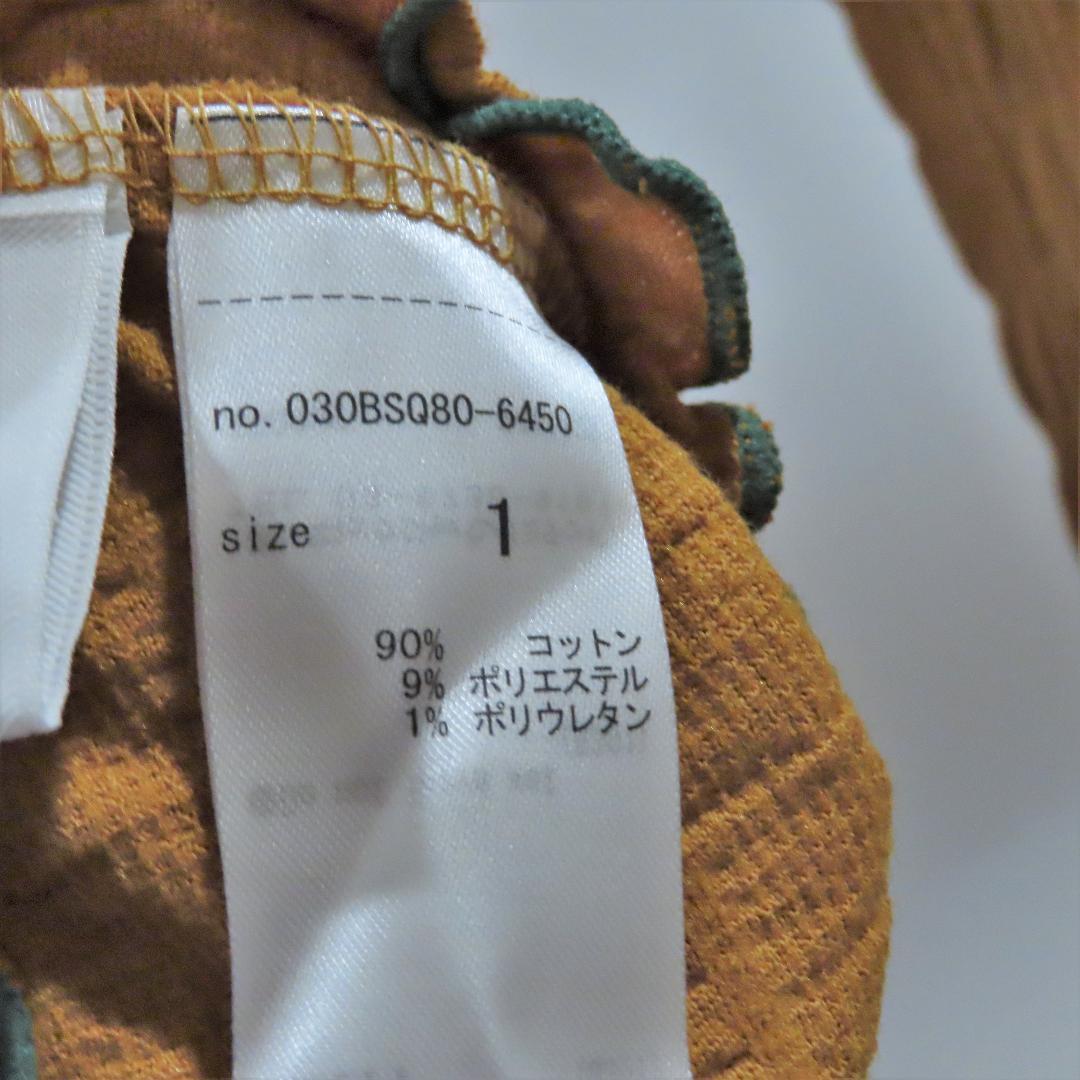 no. 030BSQ80-6450
size 1
90% コットン
9% ポリエステル
1% ポリウレタン